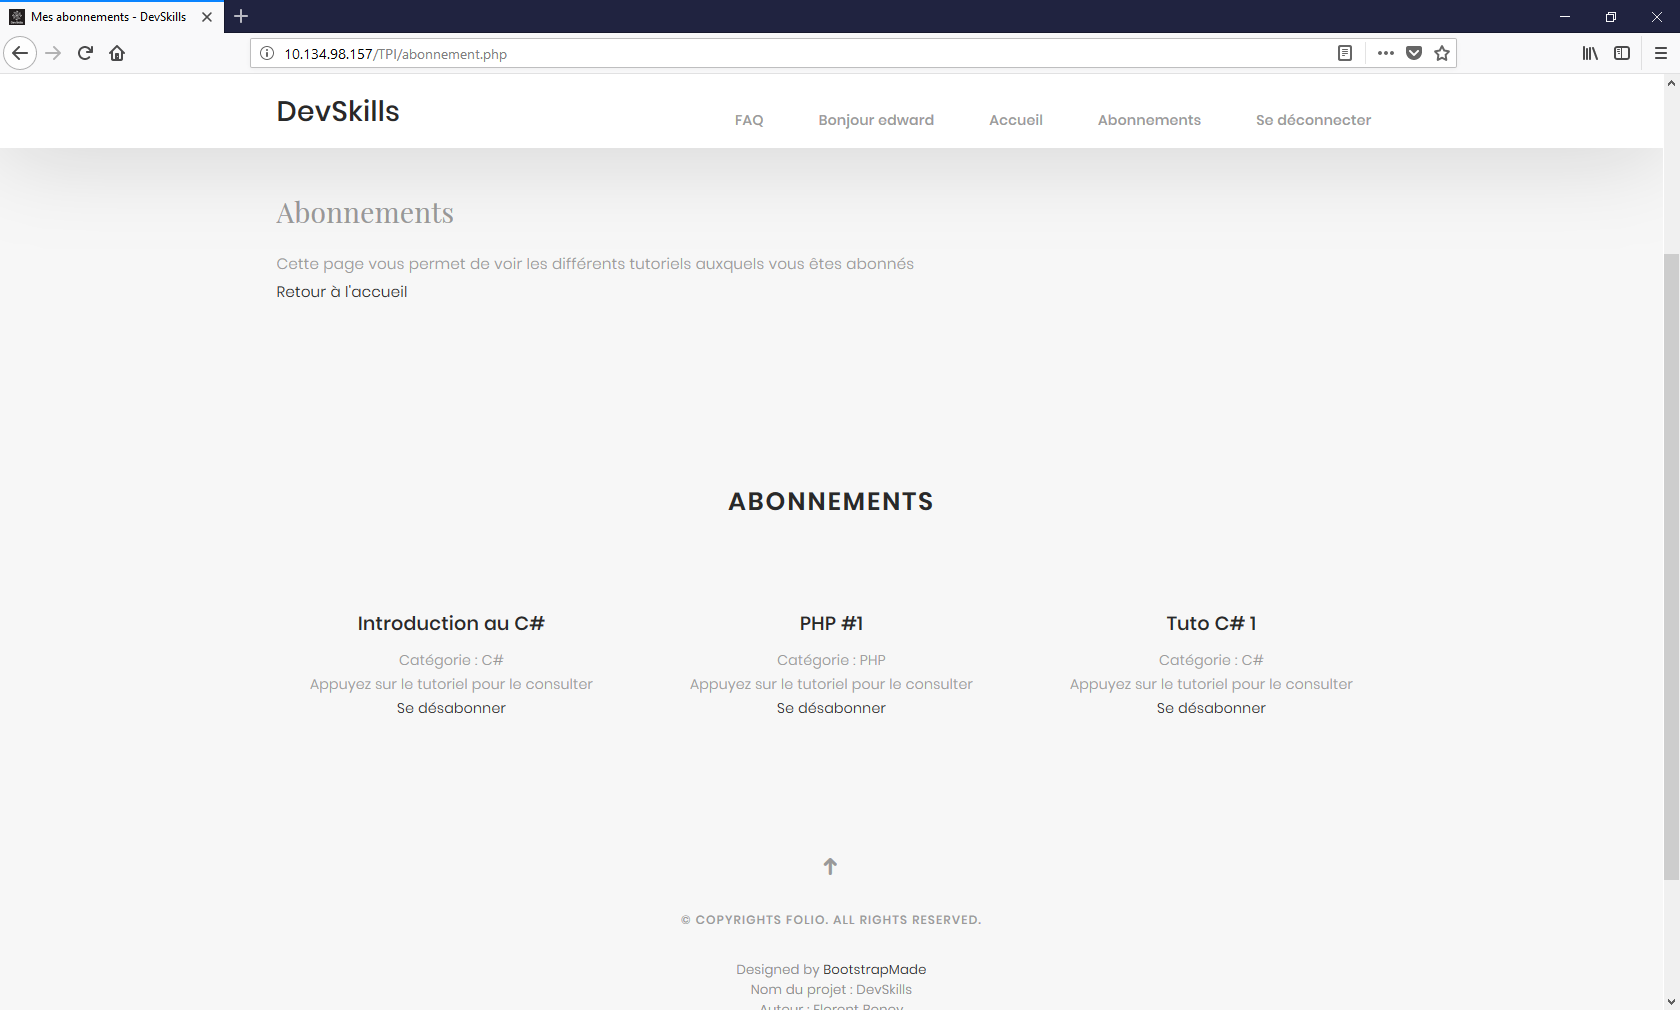 Mes abonnements - DevSkills
10.134.98.157/TPI/abonnement.php
DevSkills
FAQ
Bonjour edward
Accueil
Abonnements
Se déconnecter
Abonnements
Cette page vous permet de voir les différents tutoriels auxquels vous êtes abonnés
Retour à l'accueil
ABONNEMENTS
Introduction au C#
Catégorie : C#
Appuyez sur le tutoriel pour le consulter
Se désabonner
PHP #1
Catégorie : PHP
Appuyez sur le tutoriel pour le consulter
Se désabonner
Tuto C# 1
Catégorie : C#
Appuyez sur le tutoriel pour le consulter
Se désabonner
© COPYRIGHTS FOLIO. ALL RIGHTS RESERVED.
Designed by BootstrapMade
Nom du projet : DevSkills
Auteur : Florent